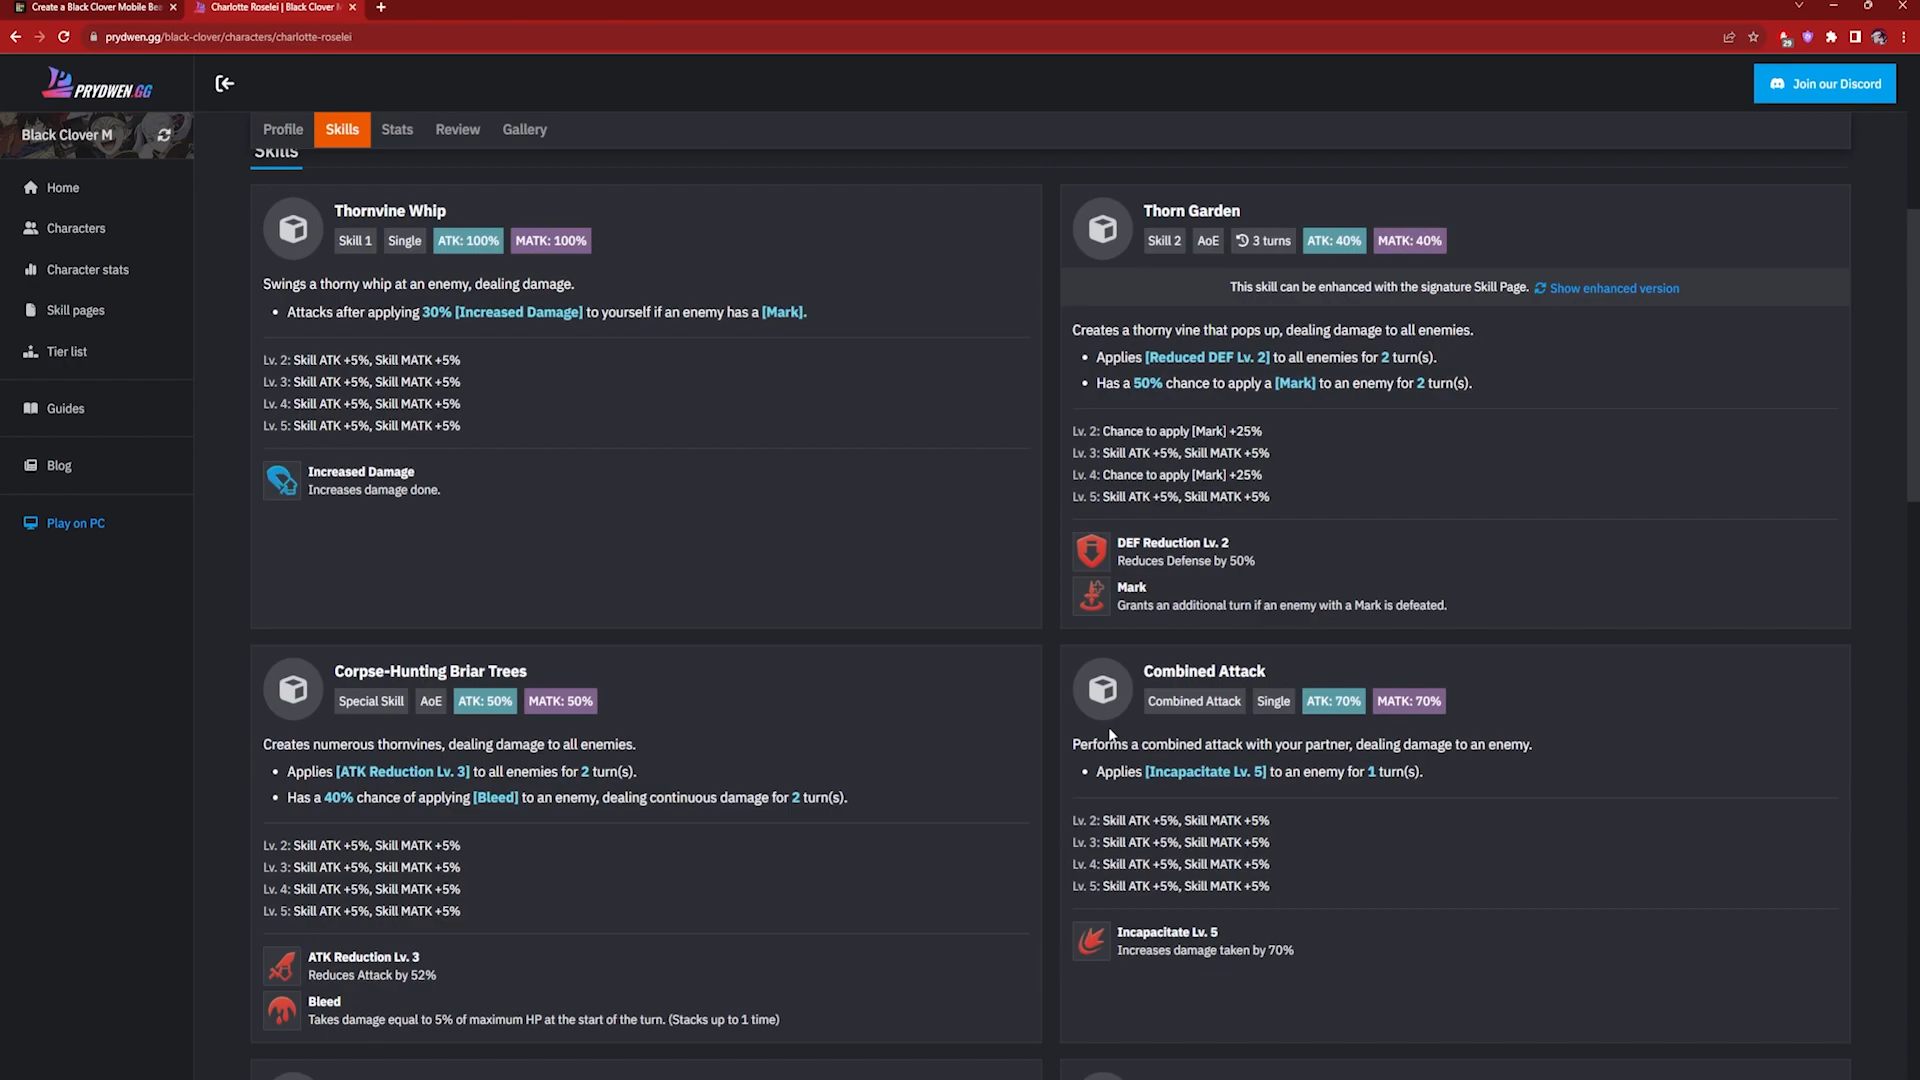 Create a Black Clover Mobile Be
Charlotte Roselei | Black Clover M
prydwen.gg/black-clover/characters/charlotte-roselei
29
PRYDWEN.GG
Join our Discord
Black Clover M
Profile
Skills
Stats
Review
Gallery
Skills
Home
Characters
Character stats
Skill pages
Tier list
Guides
Blog
Play on PC
Thornvine Whip
Skill 1 Single ATK: 100% MATK: 100%
Swings a thorny whip at an enemy, dealing damage.
• Attacks after applying 30% [Increased Damage] to yourself if an enemy has a [Mark].
Lv. 2: Skill ATK +5%, Skill MATK +5%
Lv. 3: Skill ATK +5%, Skill MATK +5%
Lv. 4: Skill ATK +5%, Skill MATK +5%
Lv. 5: Skill ATK +5%, Skill MATK +5%
Increased Damage
Increases damage done.
Thorn Garden
Skill 2 AoE 3 turns ATK: 40% MATK: 40%
This skill can be enhanced with the signature Skill Page. Show enhanced version
Creates a thorny vine that pops up, dealing damage to all enemies.
• Applies [Reduced DEF Lv. 2] to all enemies for 2 turn(s).
• Has a 50% chance to apply a [Mark] to an enemy for 2 turn(s).
Lv. 2: Chance to apply [Mark] +25%
Lv. 3: Skill ATK +5%, Skill MATK +5%
Lv. 4: Chance to apply [Mark] +25%
Lv. 5: Skill ATK +5%, Skill MATK +5%
DEF Reduction Lv. 2
Reduces Defense by 50%
Mark
Grants an additional turn if an enemy with a Mark is defeated.
Corpse-Hunting Briar Trees
Special Skill AoE ATK: 50% MATK: 50%
Creates numerous thornvines, dealing damage to all enemies.
• Applies [ATK Reduction Lv. 3] to all enemies for 2 turn(s).
• Has a 40% chance of applying [Bleed] to an enemy, dealing continuous damage for 2 turn(s).
Lv. 2: Skill ATK +5%, Skill MATK +5%
Lv. 3: Skill ATK +5%, Skill MATK +5%
Lv. 4: Skill ATK +5%, Skill MATK +5%
Lv. 5: Skill ATK +5%, Skill MATK +5%
ATK Reduction Lv. 3
Reduces Attack by 52%
Bleed
Takes damage equal to 5% of maximum HP at the start of the turn. (Stacks up to 1 time)
Combined Attack
Combined Attack Single ATK: 70% MATK: 70%
Performs a combined attack with your partner, dealing damage to an enemy.
• Applies [Incapacitate Lv. 5] to an enemy for 1 turn(s).
Lv. 2: Skill ATK +5%, Skill MATK +5%
Lv. 3: Skill ATK +5%, Skill MATK +5%
Lv. 4: Skill ATK +5%, Skill MATK +5%
Lv. 5: Skill ATK +5%, Skill MATK +5%
Incapacitate Lv. 5
Increases damage taken by 70%